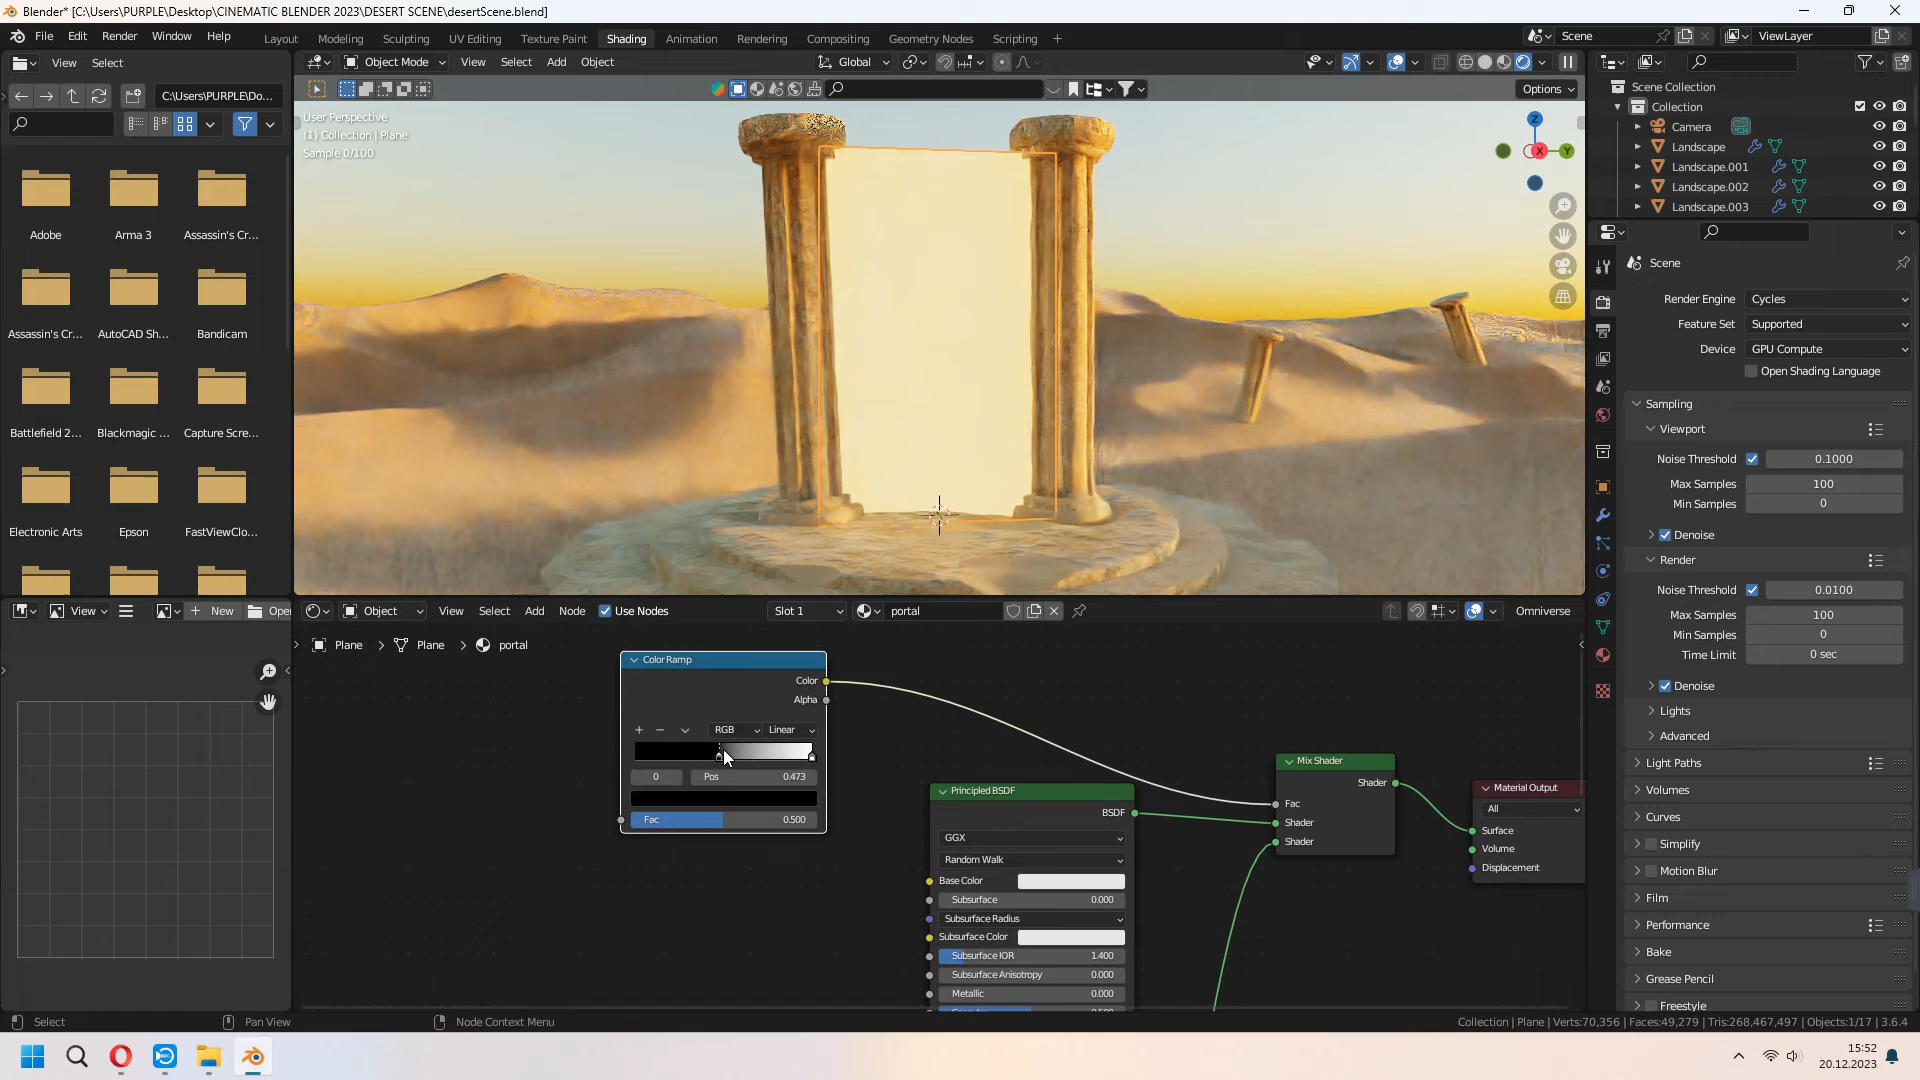 Blender* [C:\Users\PURPLE\Desktop\CINEMATIC BLENDER 2023\DESERT SCENE\desertScene.blend]
File Edit Render Window Help
Layout Modeling Sculpting UV Editing Texture Paint Shading Animation Rendering Compositing Geometry Nodes Scripting +
Scene
ViewLayer
View Select
Object Mode View Select Add Object
Global
C:\Users\PURPLE\Do...
Options
User Perspective
(1) Collection | Plane
Sample 0/100
Z
X
Y
Adobe
Arma 3
Assassin's Cr...
Assassin's Cr...
AutoCAD Sh...
Bandicam
Battlefield 2...
Blackmagic ...
Capture Scre...
Electronic Arts
Epson
FastViewClo...
Scene Collection
Collection
Camera
Landscape
Landscape.001
Landscape.002
Landscape.003
Scene
Render Engine Cycles
Feature Set Supported
Device GPU Compute
Open Shading Language
Sampling
Viewport
Noise Threshold 0.1000
Max Samples 100
Min Samples 0
Denoise
Render
Noise Threshold 0.0100
Max Samples 100
Min Samples 0
Time Limit 0 sec
Denoise
Lights
Advanced
Light Paths
Volumes
Curves
Simplify
Motion Blur
Film
Performance
Bake
Grease Pencil
Freestyle
View
New
Open
Object View Select Add Node Use Nodes
Slot 1
portal
Omniverse
Plane > Plane > portal
Color Ramp
Color
Alpha
RGB Linear
0 Pos 0.473
Fac 0.500
Principled BSDF
BSDF
GGX
Random Walk
Base Color
Subsurface 0.000
Subsurface Radius
Subsurface Color
Subsurface IOR 1.400
Subsurface Anisotropy 0.000
Metallic 0.000
Mix Shader
Shader
Fac
Shader
Shader
Material Output
All
Surface
Volume
Displacement
Select
Pan View
Node Context Menu
Collection | Plane | Verts:70,356 | Faces:49,279 | Tris:268,467,497 | Objects:1/17 | 3.6.4
15:52
20.12.2023